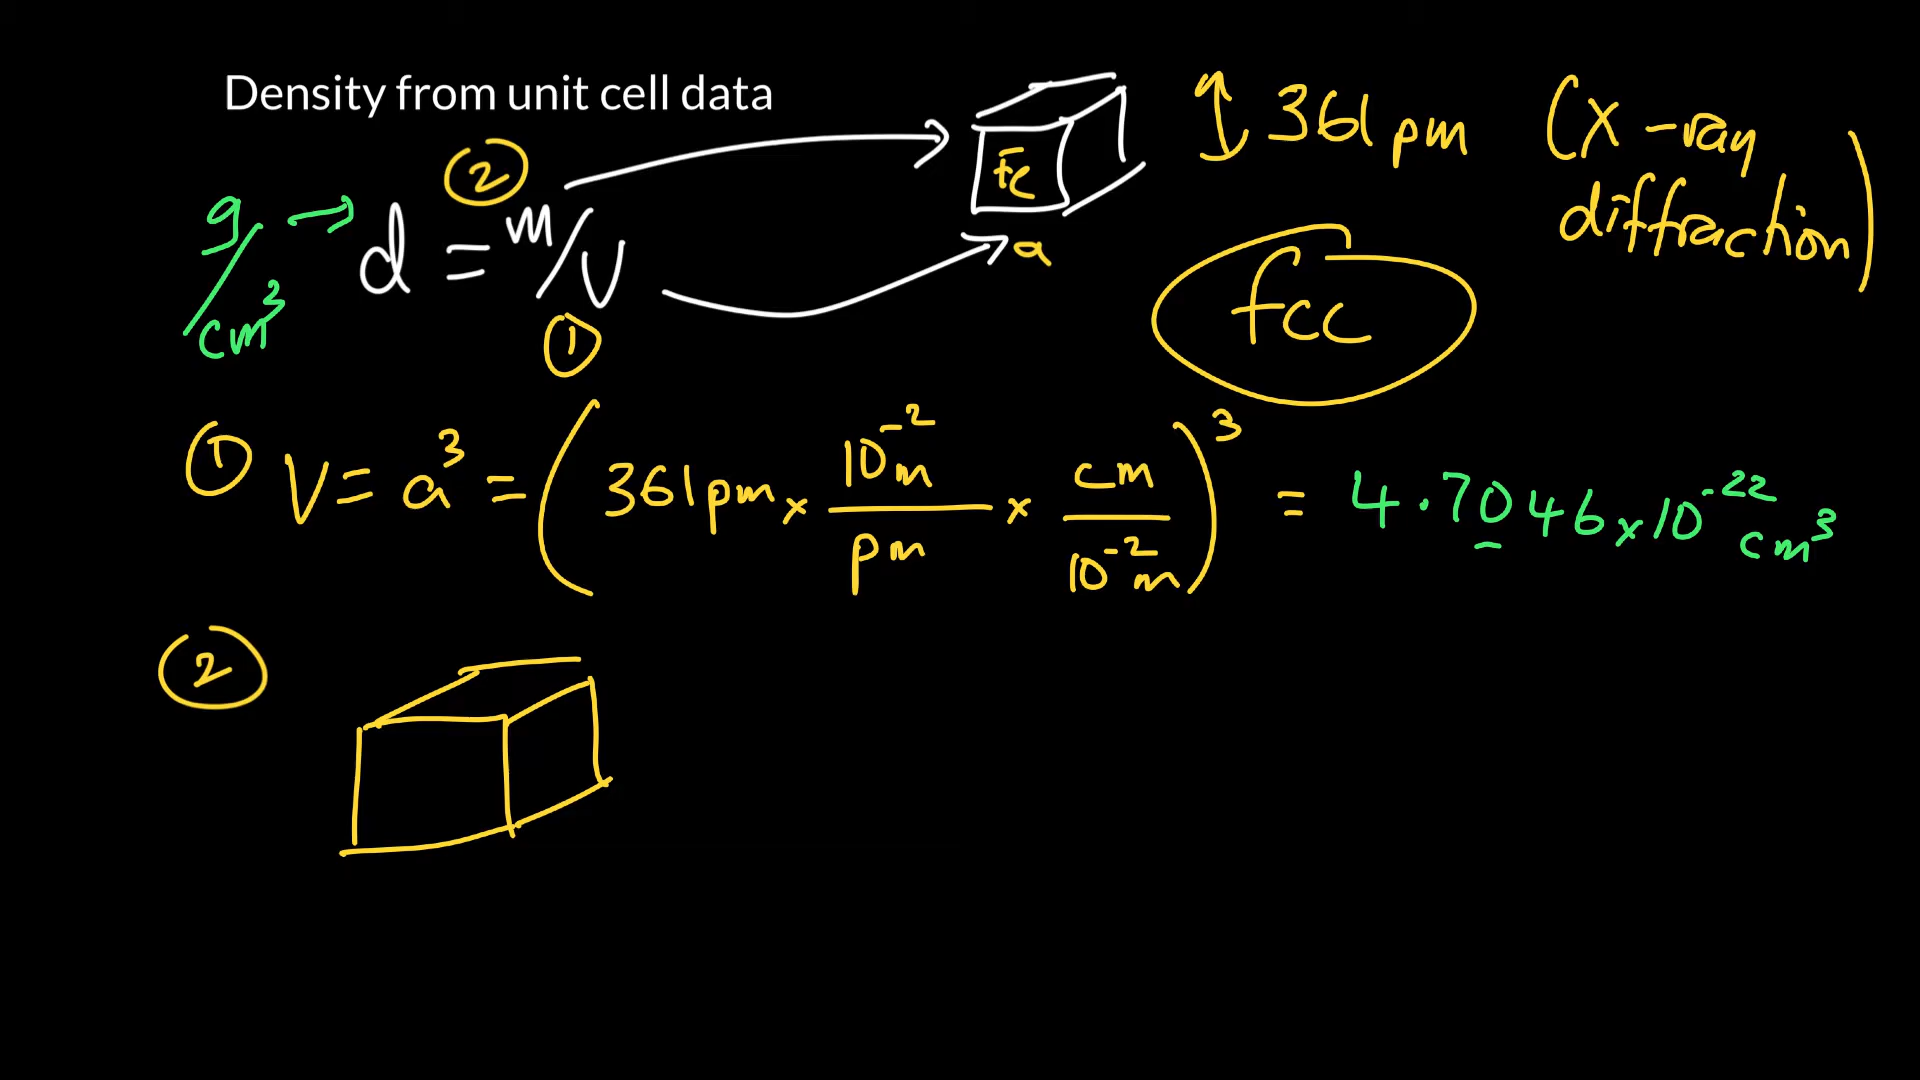 Density from unit cell data
② g/cm³ → d = m/V ①
Fe
a
361 pm (X-ray
diffraction)
fcc
① V = a³ = (361 pm × 10⁻²m/pm × cm/10⁻²m)³ = 4.7046 × 10⁻²² cm³
②